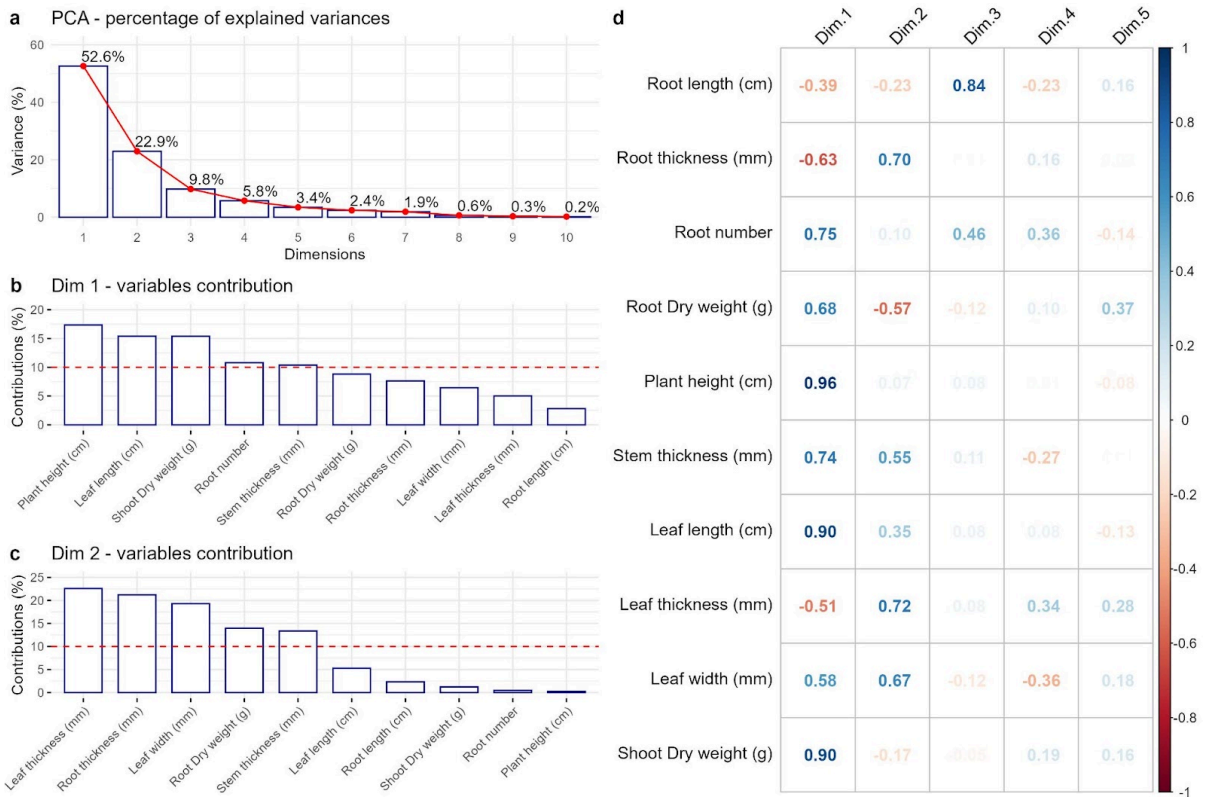 a PCA - percentage of explained variances
Variance (%)
60
40
20
0
52.6%
22.9%
9.8%
5.8%
3.4%
2.4%
1.9%
0.6%
0.3%
0.2%
1 2 3 4 5 6 7 8 9 10
Dimensions
b Dim 1 - variables contribution
Contributions (%)
20
15
10
5
0
Plant height (cm)
Leaf length (cm)
Shoot Dry weight (g)
Root number
Stem thickness (mm)
Root Dry weight (g)
Root thickness (mm)
Leaf width (mm)
Leaf thickness (mm)
Root length (cm)
c Dim 2 - variables contribution
Contributions (%)
25
20
15
10
5
0
Leaf thickness (mm)
Root thickness (mm)
Leaf width (mm)
Root Dry weight (g)
Stem thickness (mm)
Leaf length (cm)
Root length (cm)
Shoot Dry weight (g)
Root number
Plant height (cm)
d
Dim.1 Dim.2 Dim.3 Dim.4 Dim.5
Root length (cm) -0.39 -0.23 0.84 -0.23 0.16
Root thickness (mm) -0.63 0.70 0.16
Root number 0.75 0.10 0.46 0.36 -0.14
Root Dry weight (g) 0.68 -0.57 -0.12 0.10 0.37
Plant height (cm) 0.96 0.07 0.08 -0.08
Stem thickness (mm) 0.74 0.55 0.11 -0.27
Leaf length (cm) 0.90 0.35 0.08 0.08 -0.13
Leaf thickness (mm) -0.51 0.72 0.08 0.34 0.28
Leaf width (mm) 0.58 0.67 -0.12 -0.36 0.18
Shoot Dry weight (g) 0.90 -0.17 -0.05 0.19 0.16
1
0.8
0.6
0.4
0.2
0
-0.2
-0.4
-0.6
-0.8
-1